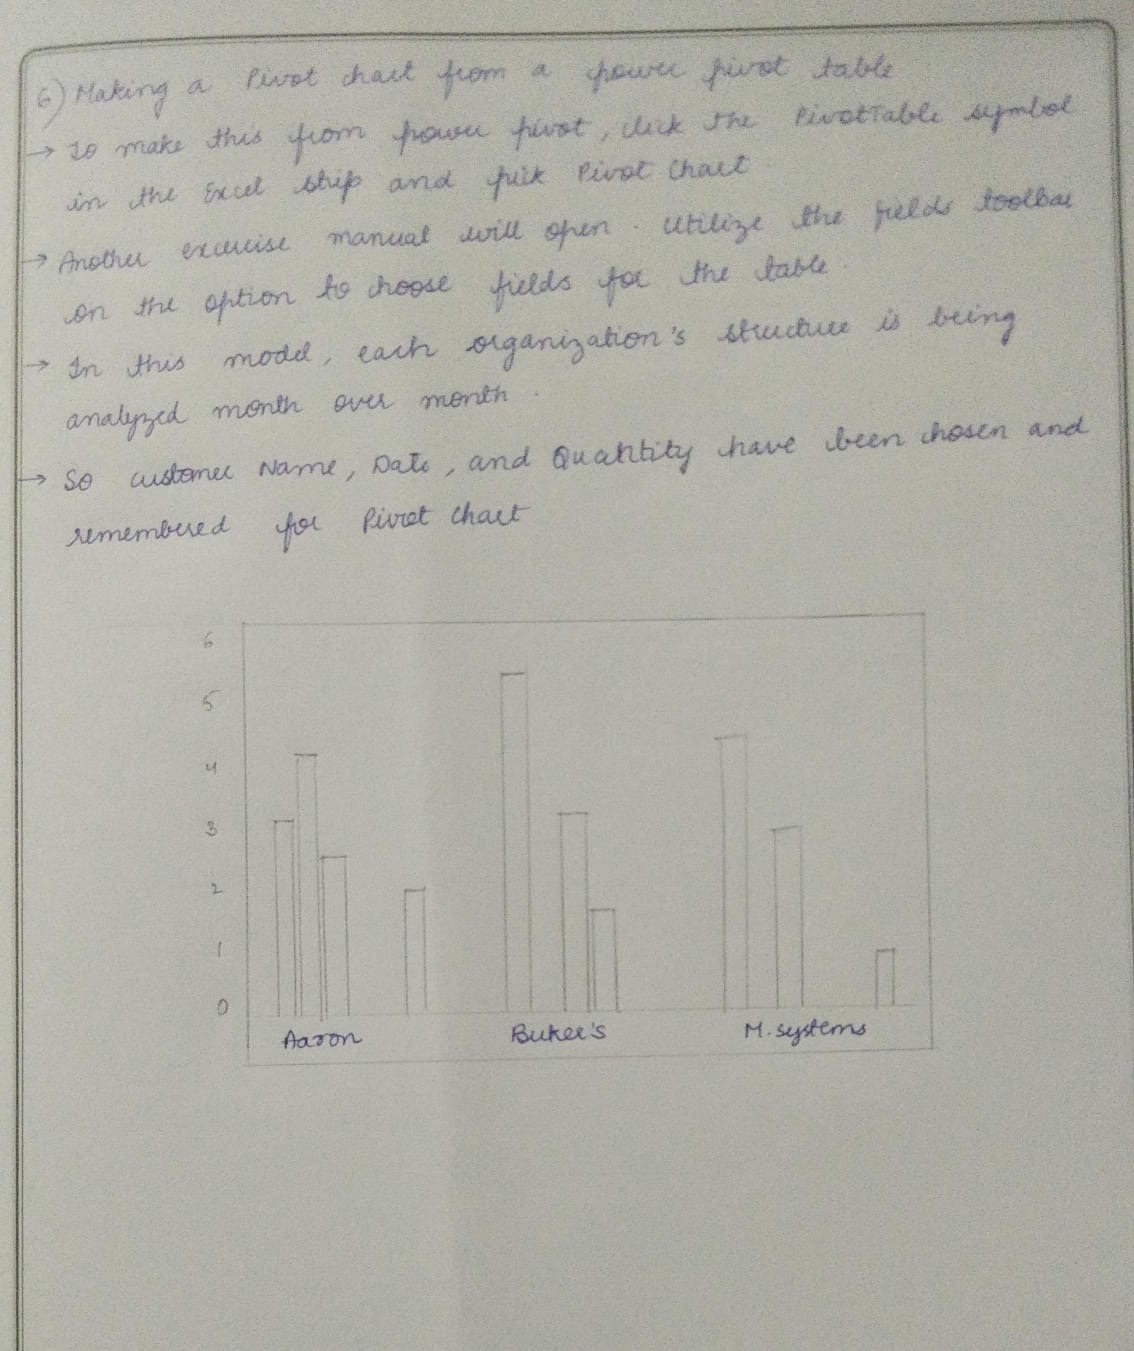 6) Making a Pivot chart from a power pivot table
→ To make this from power pivot, click the PivotTable symbol
in the Excel strip and pick Pivot Chart
→ Another exercise manual will open. Utilize the fields toolbar
on the option to choose fields for the table.
→ In this model, each organization's structure is being
analyzed month over month.
→ So customer Name, Date, and Quantity have been chosen and
remembered for Pivot Chart
6
5
4
3
2
1
0
Aaron Buker's M.systems